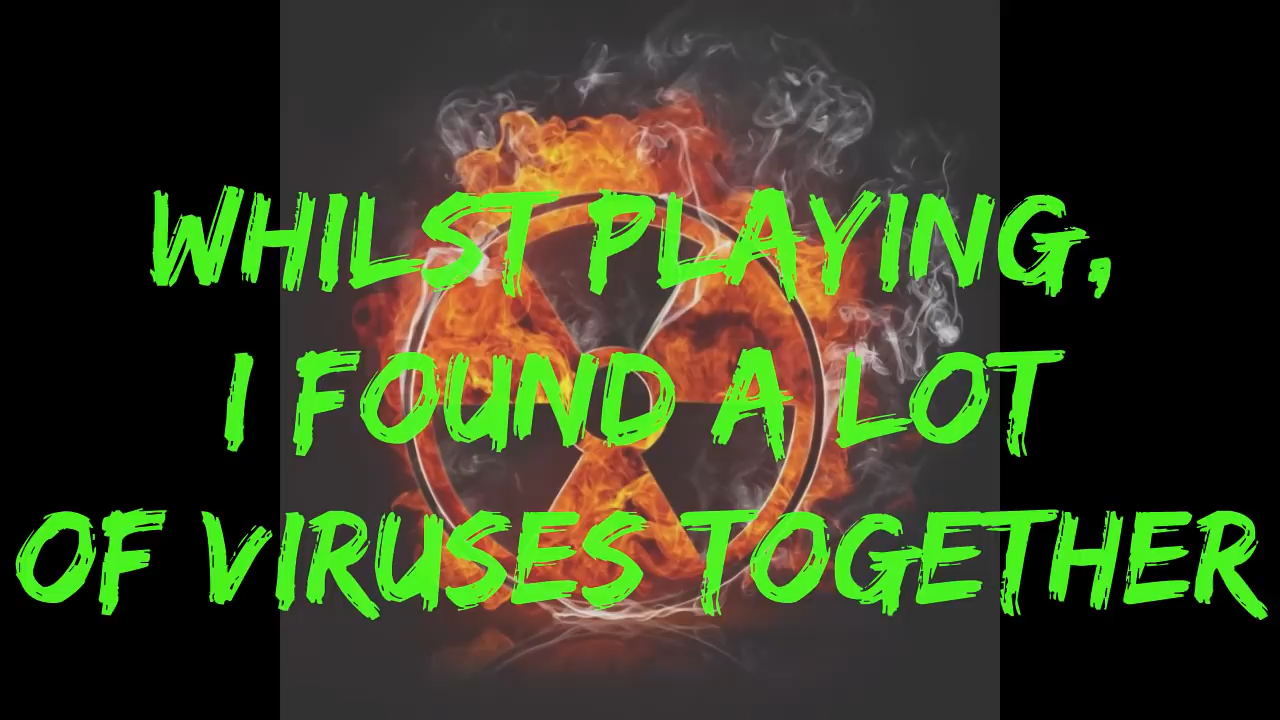 WHILST PLAYING,
I FOUND A LOT
OF VIRUSES TOGETHER